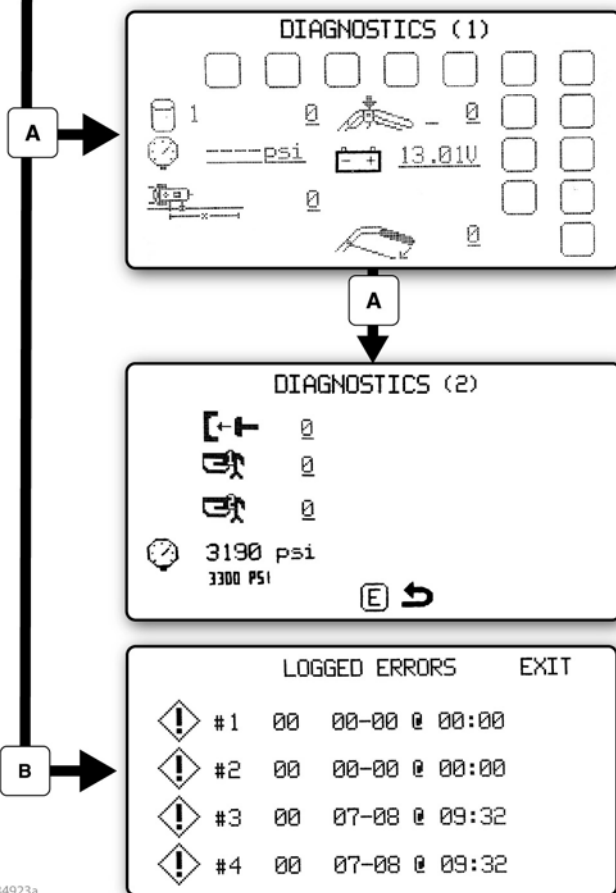 DIAGNOSTICS (1)
1 0 _ 0
A
-----psi - + 13.01V
x 0
0
A
DIAGNOSTICS (2)
0
0
0
3190 psi
3300 PSI
E
LOGGED ERRORS EXIT
! #1 00 00-00 @ 00:00
! #2 00 00-00 @ 00:00
B
! #3 00 07-08 @ 09:32
! #4 00 07-08 @ 09:32